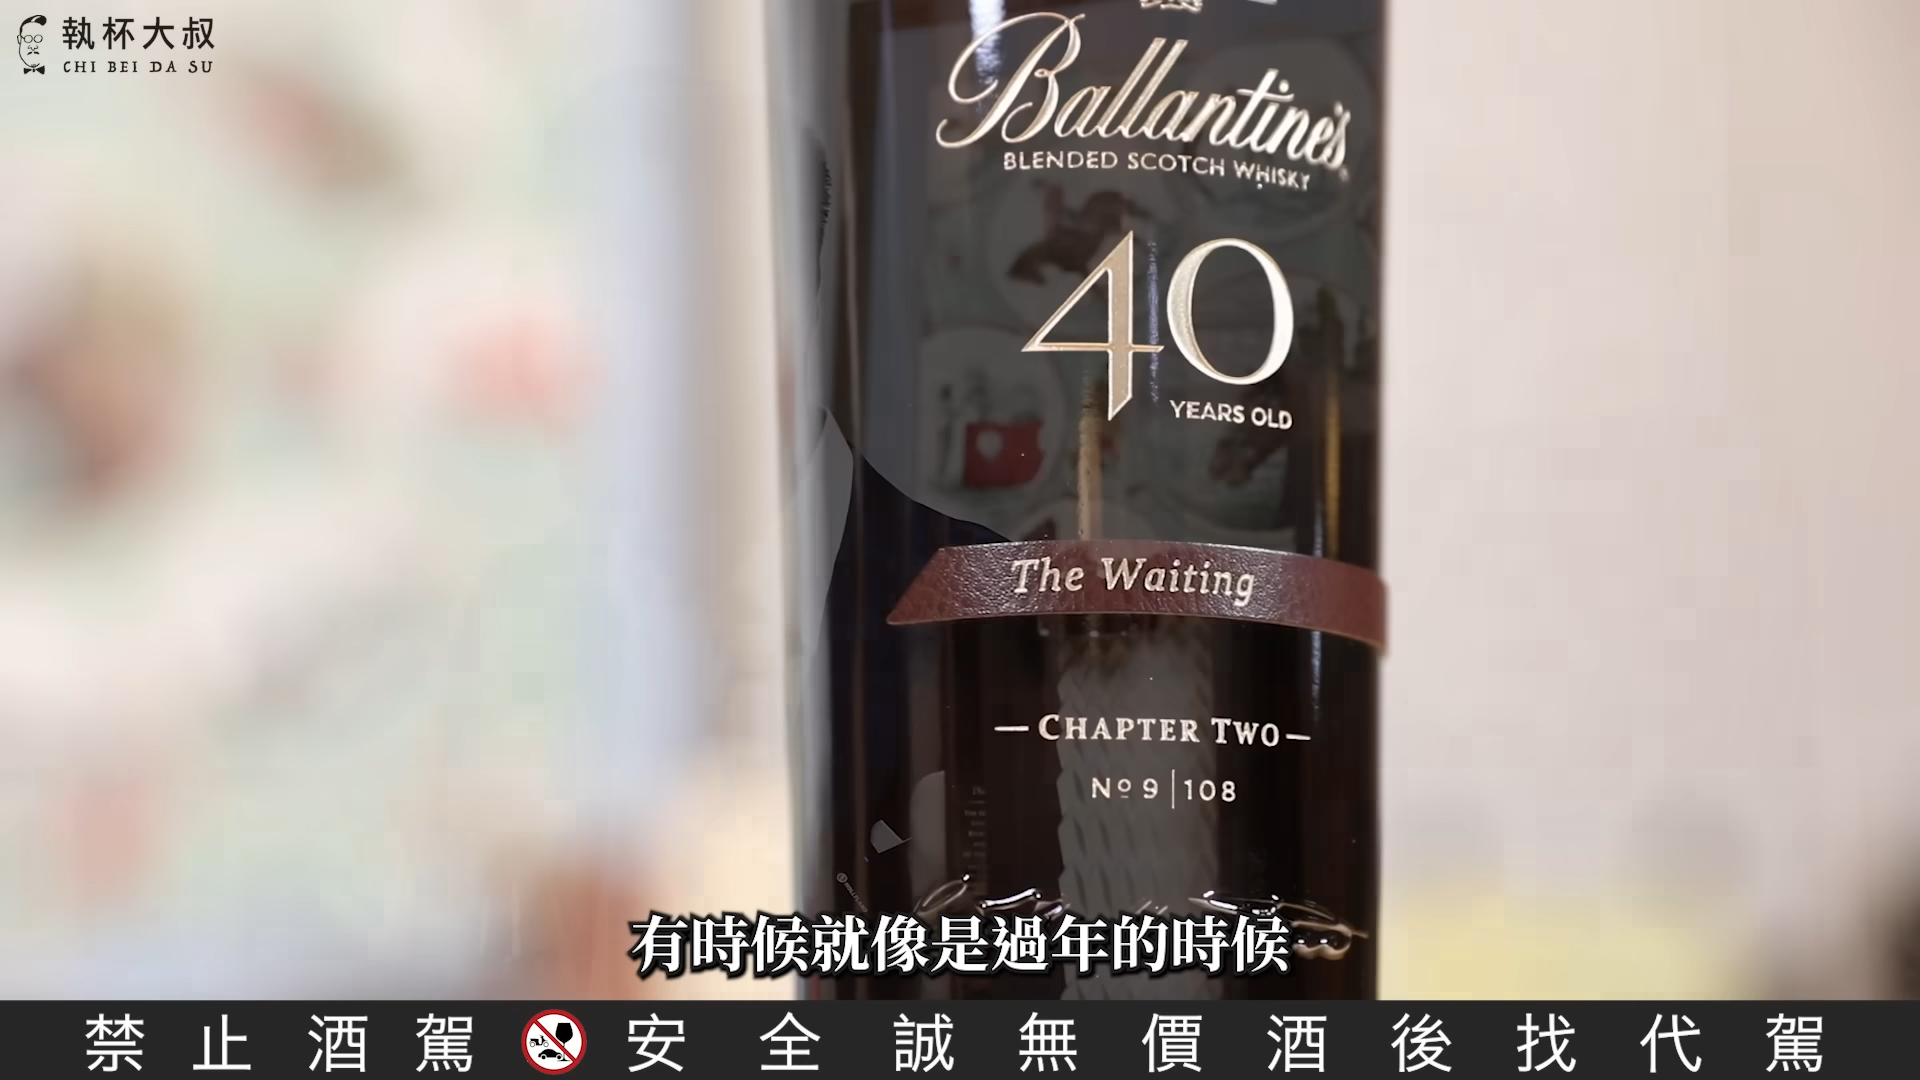 執杯大叔
CHI BEI DA SU
Ballantine's
BLENDED SCOTCH WHISKY
40
YEARS OLD
The Waiting
—CHAPTER TWO—
Nº 9|108
有時候就像是過年的時候
禁止酒駕 安全誠無價酒後找代駕